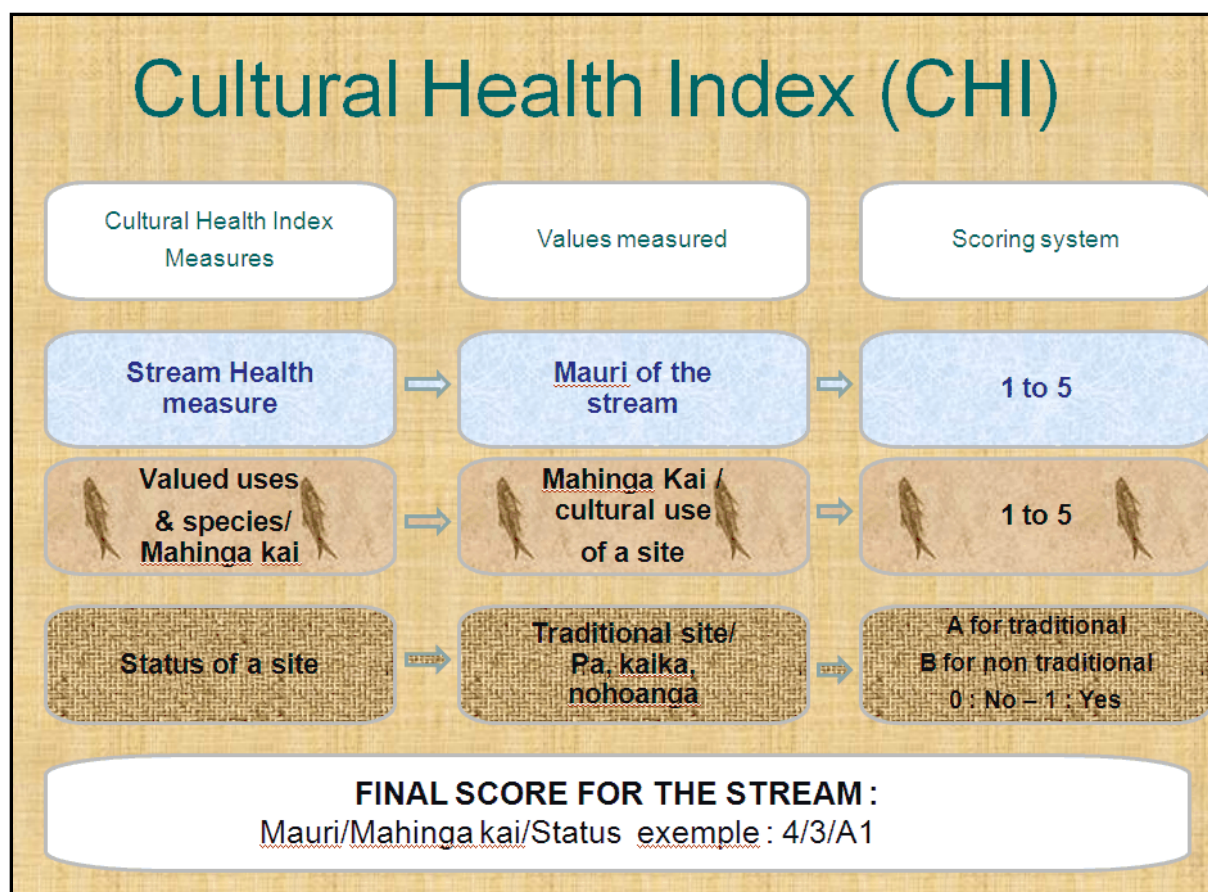 Cultural Health Index (CHI)
Cultural Health Index
Measures
Values measured
Scoring system
Stream Health
measure
Mauri of the
stream
1 to 5
Valued uses
& species/
Mahinga kai
Mahinga Kai /
cultural use
of a site
1 to 5
Status of a site
Traditional site/
Pa, kaika,
nohoanga
A for traditional
B for non traditional
0 : No – 1 : Yes
FINAL SCORE FOR THE STREAM :
Mauri/Mahinga kai/Status exemple : 4/3/A1